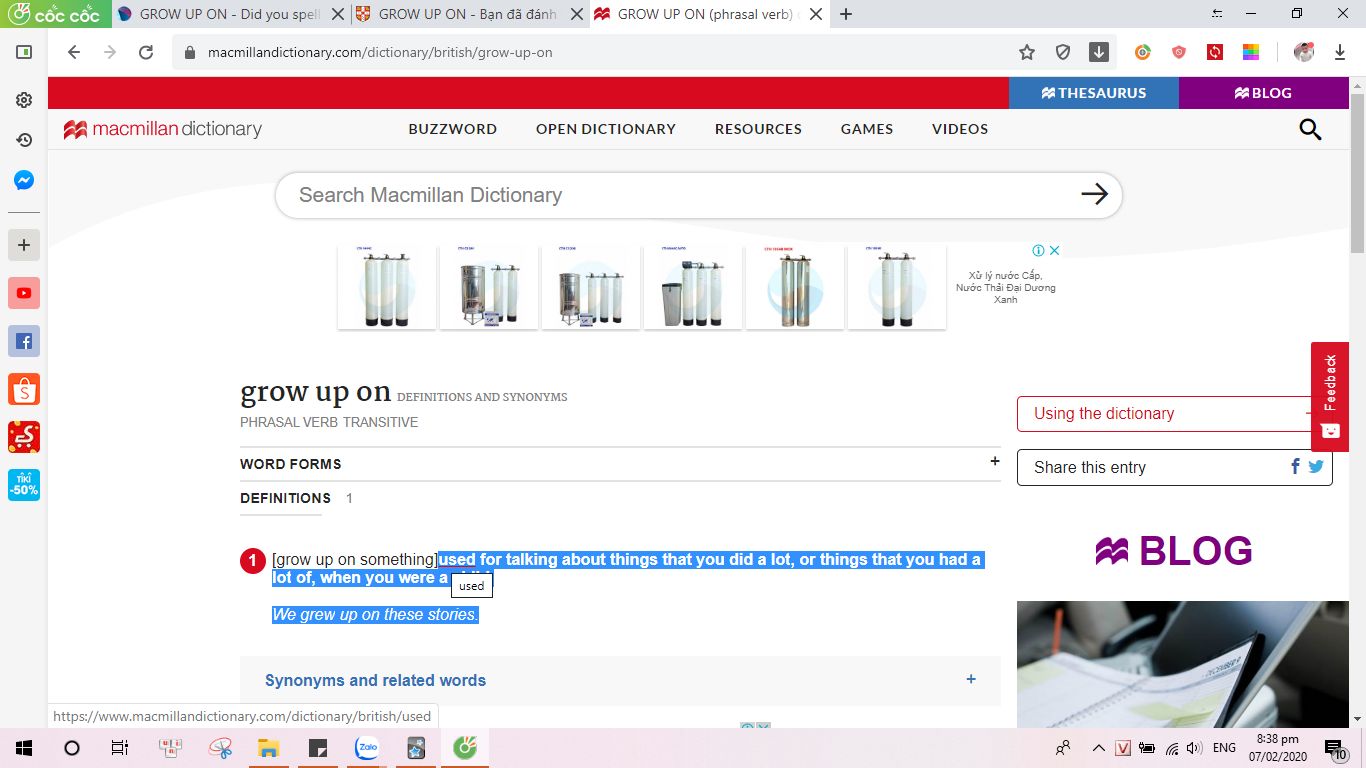 cốc cốc
GROW UP ON - Did you spell
GROW UP ON - Bạn đã đánh
GROW UP ON (phrasal verb)
macmillandictionary.com/dictionary/british/grow-up-on
THESAURUS
BLOG
macmillan dictionary
BUZZWORD OPEN DICTIONARY RESOURCES GAMES VIDEOS
Search Macmillan Dictionary
Xử lý nước Cấp,
Nước Thải Đại Dương
Xanh
Feedback
grow up on DEFINITIONS AND SYNONYMS
PHRASAL VERB TRANSITIVE
Using the dictionary
WORD FORMS +
Share this entry
DEFINITIONS 1
BLOG
1 [grow up on something]used for talking about things that you did a lot, or things that you had a
lot of, when you were a
used
We grew up on these stories.
Synonyms and related words +
TIKI
-50%
https://www.macmillandictionary.com/dictionary/british/used
Zalo
V
ENG
8:38 pm
07/02/2020
10